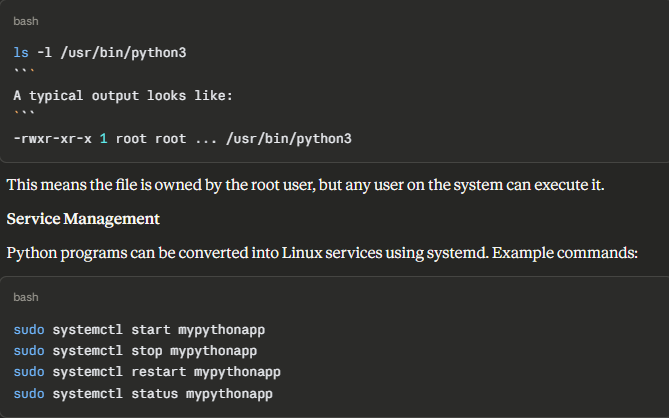 bash
ls -l /usr/bin/python3
```
A typical output looks like:
```
-rwxr-xr-x 1 root root ... /usr/bin/python3
This means the file is owned by the root user, but any user on the system can execute it.
Service Management
Python programs can be converted into Linux services using systemd. Example commands:
bash
sudo systemctl start mypythonapp
sudo systemctl stop mypythonapp
sudo systemctl restart mypythonapp
sudo systemctl status mypythonapp